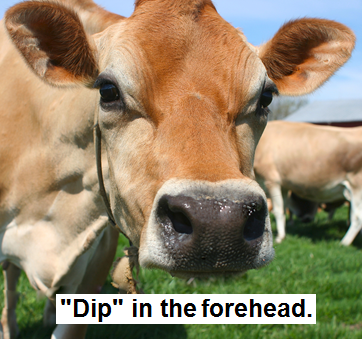 "Dip" in the forehead.